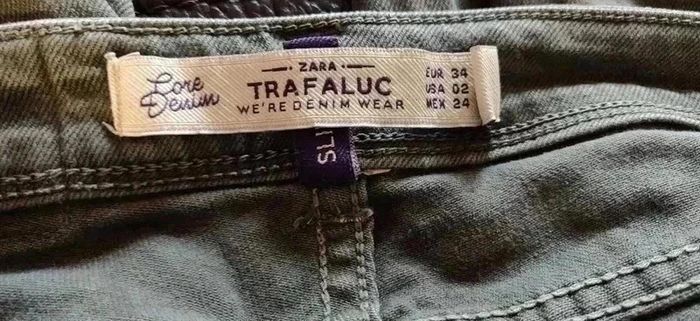 Core
Denim
ZARA
TRAFALUC
WE'RE DENIM WEAR
EUR 34
USA 02
MEX 24